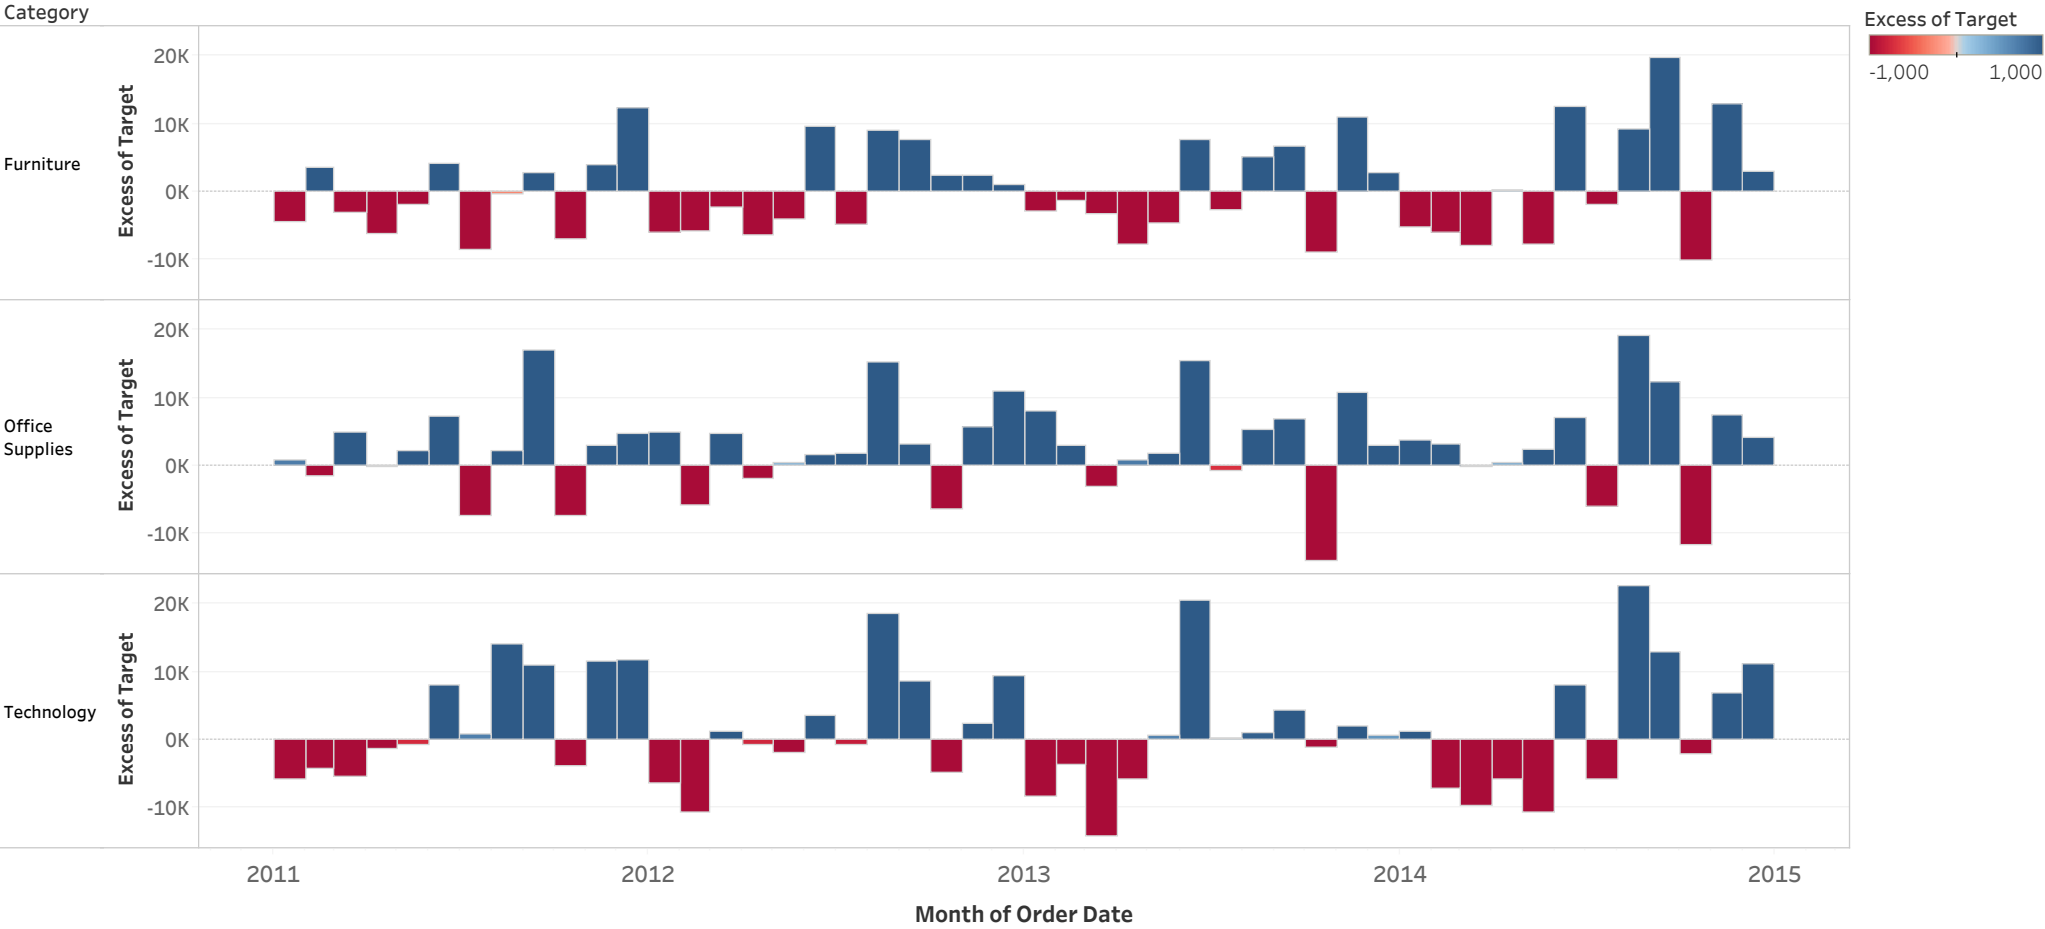 Category
Excess of Target
-1,000
1,000
Furniture
Excess of Target
20K
10K
0K
-10K
Office
Supplies
Excess of Target
20K
10K
0K
-10K
Technology
Excess of Target
20K
10K
0K
-10K
2011
2012
2013
2014
2015
Month of Order Date